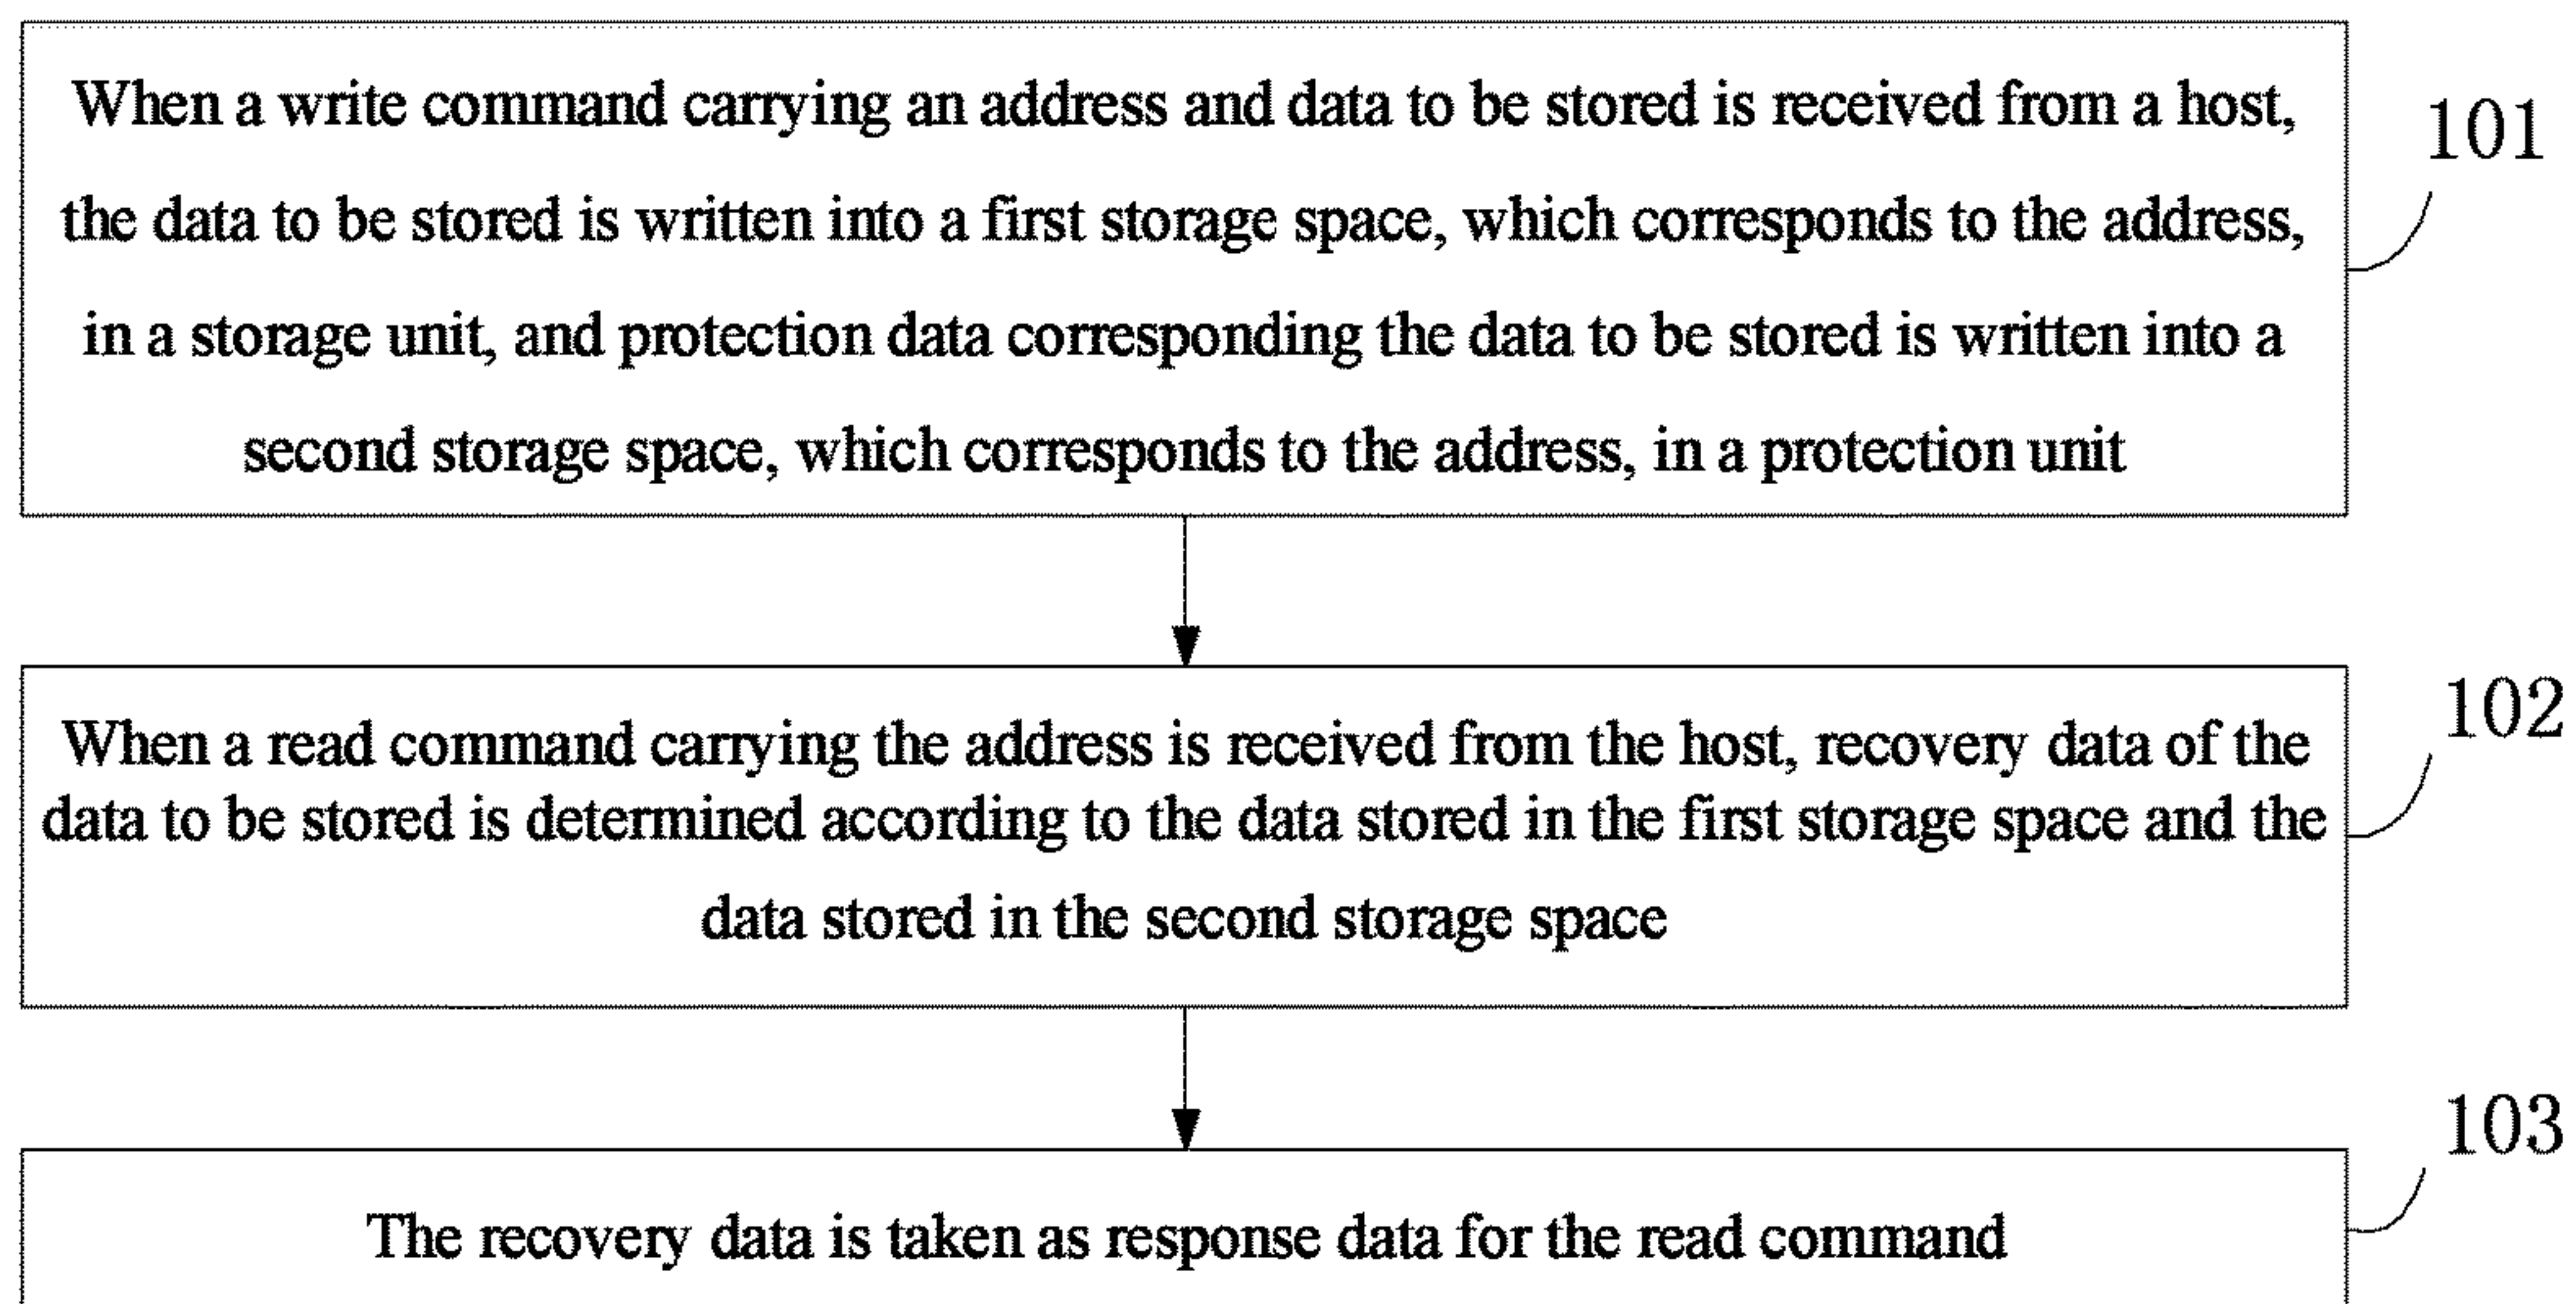 When a write command carrying an address and data to be stored is received from a host,
101
the data to be stored is written into a first storage space, which corresponds to the address,
in a storage unit, and protection data corresponding the data to be stored is written into a
second storage space, which corresponds to the address, in a protection unit
102
When a read command carrying the address is received from the host, recovery data of the
data to be stored is determined according to the data stored in the first storage space and the
data stored in the second storage space
103
The recovery data is taken as response data for the read command